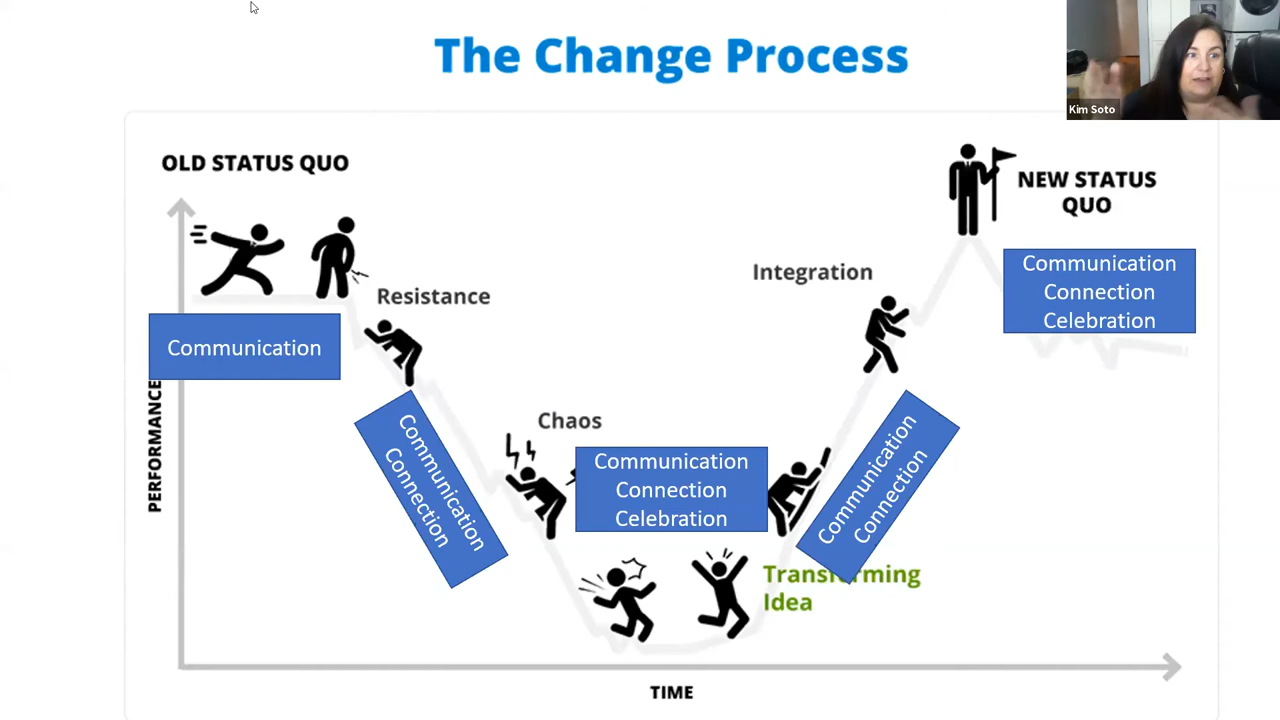 The Change Process
Kim Soto
OLD STATUS QUO
NEW STATUS
QUO
Communication
Connection
Celebration
Integration
Resistance
Communication
PERFORMANCE
Communication
Connection
Chaos
Communication
Connection
Celebration
Communication
Connection
Transforming
Idea
TIME